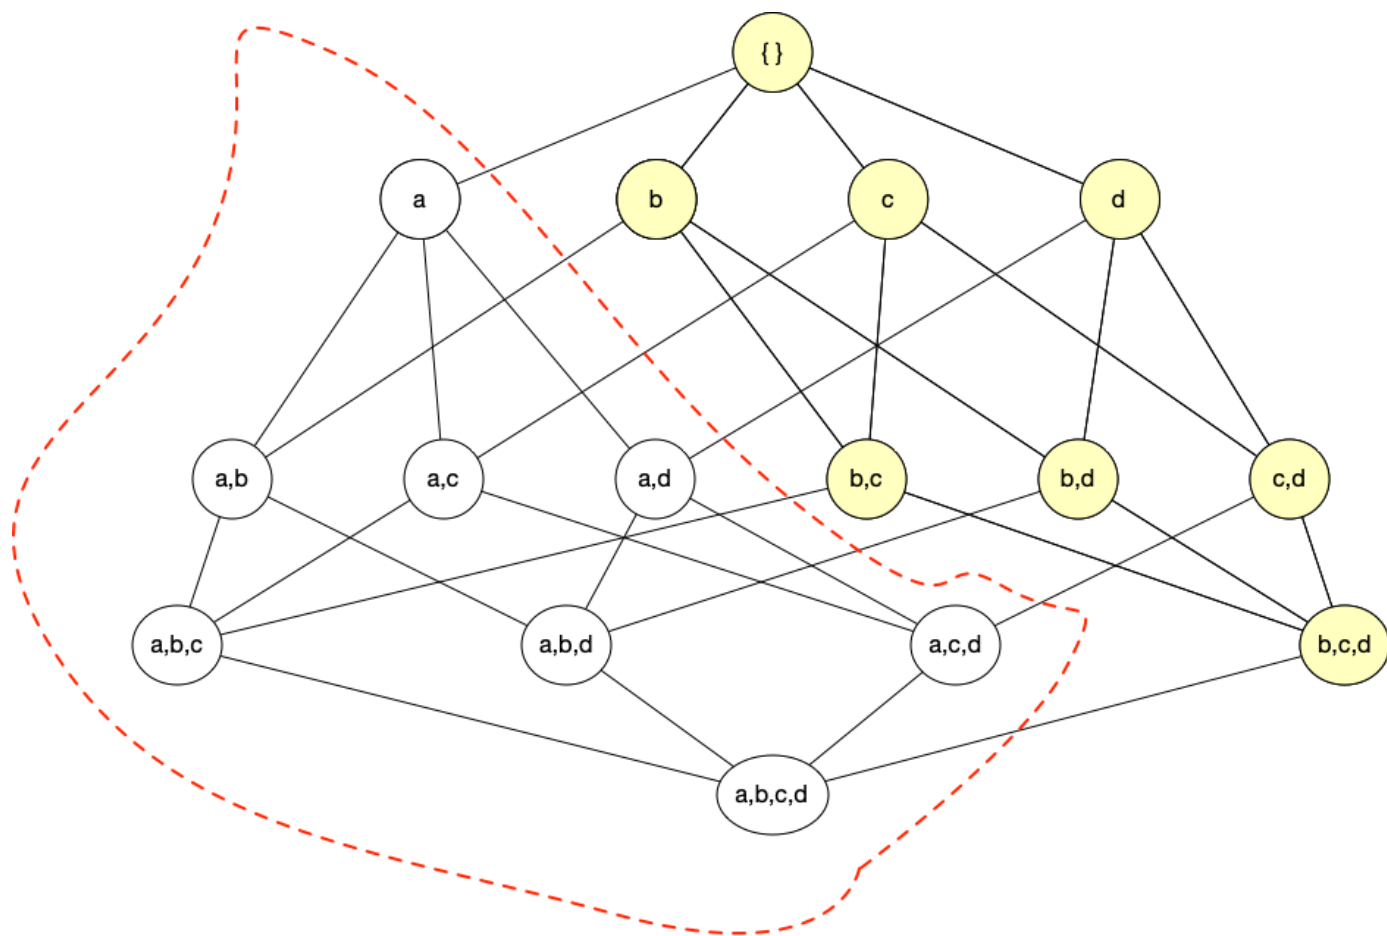 { }
a
b
c
d
a,b
a,c
a,d
b,c
b,d
c,d
a,b,c
a,b,d
a,c,d
b,c,d
a,b,c,d